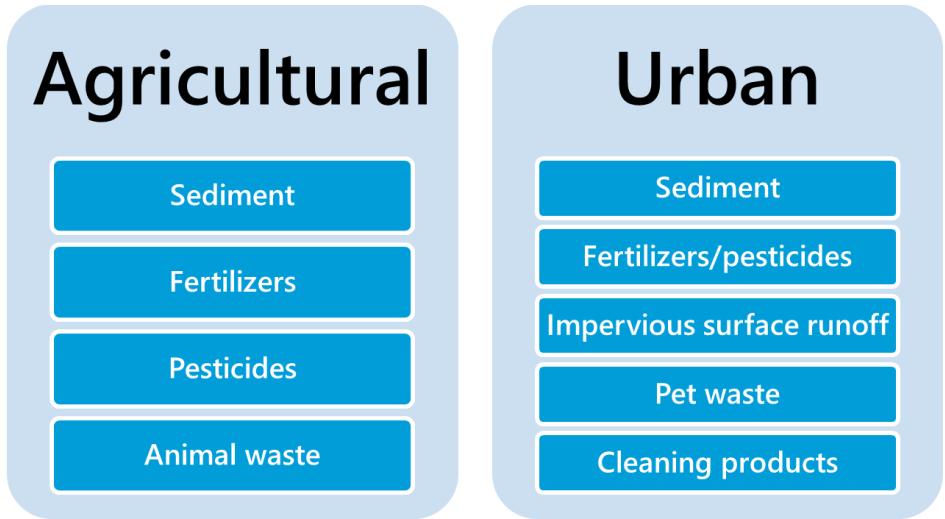 Agricultural
Sediment
Fertilizers
Pesticides
Animal waste
Urban
Sediment
Fertilizers/pesticides
Impervious surface runoff
Pet waste
Cleaning products